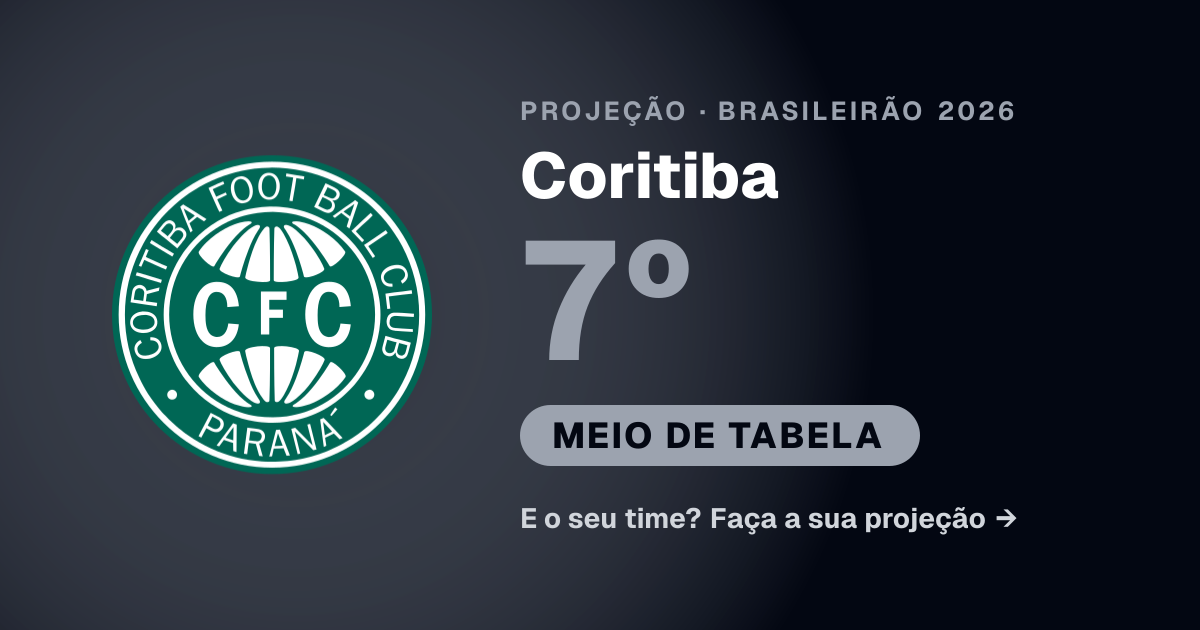 CORITIBA FOOT BALL CLUB
CFC
PARANÁ
PROJEÇÃO · BRASILEIRÃO 2026
Coritiba
7º
MEIO DE TABELA
E o seu time? Faça a sua projeção →